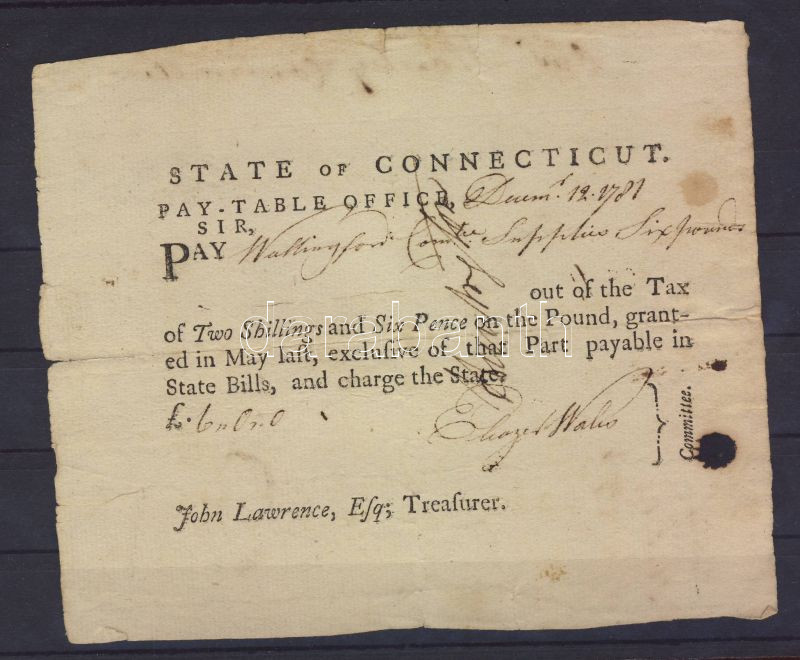 STATE OF CONNECTICUT.
PAY-TABLE OFFICE, Decemr. 12. 1781
SIR,
PAY Wallingford Comtee Supplies Six pounds
out of the Tax
of Two Shillings and Six Pence on the Pound, grant-
ed in May laſt, excluſive of that Part payable in
State Bills, and charge the State.
£. 6 " 0 " 0
Eleazer Wales
Committee.
John Lawrence, Eſq; Treaſurer.
darabanth